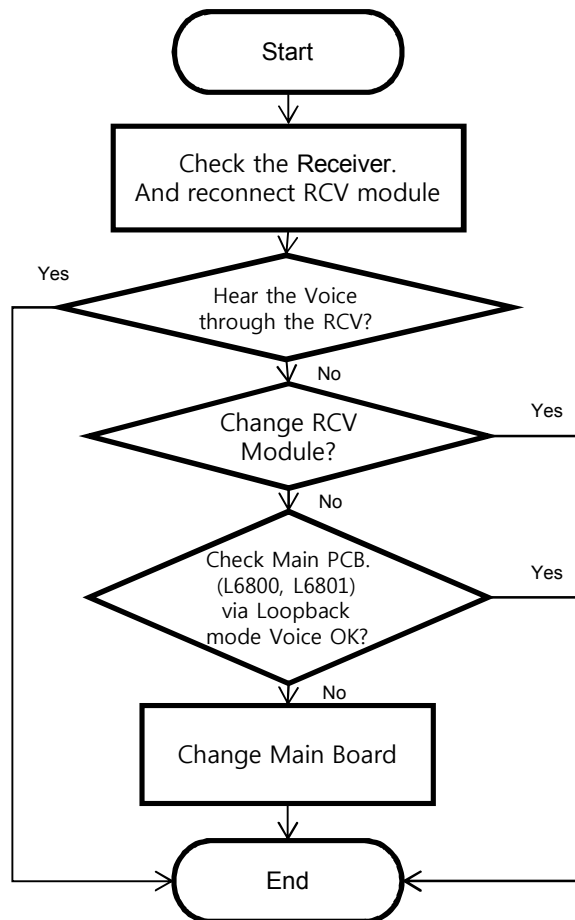 Start
Check the Receiver.
And reconnect RCV module
Yes
Hear the Voice
through the RCV?
No
Change RCV
Module?
Yes
No
Check Main PCB.
(L6800, L6801)
via Loopback
mode Voice OK?
Yes
No
Change Main Board
End